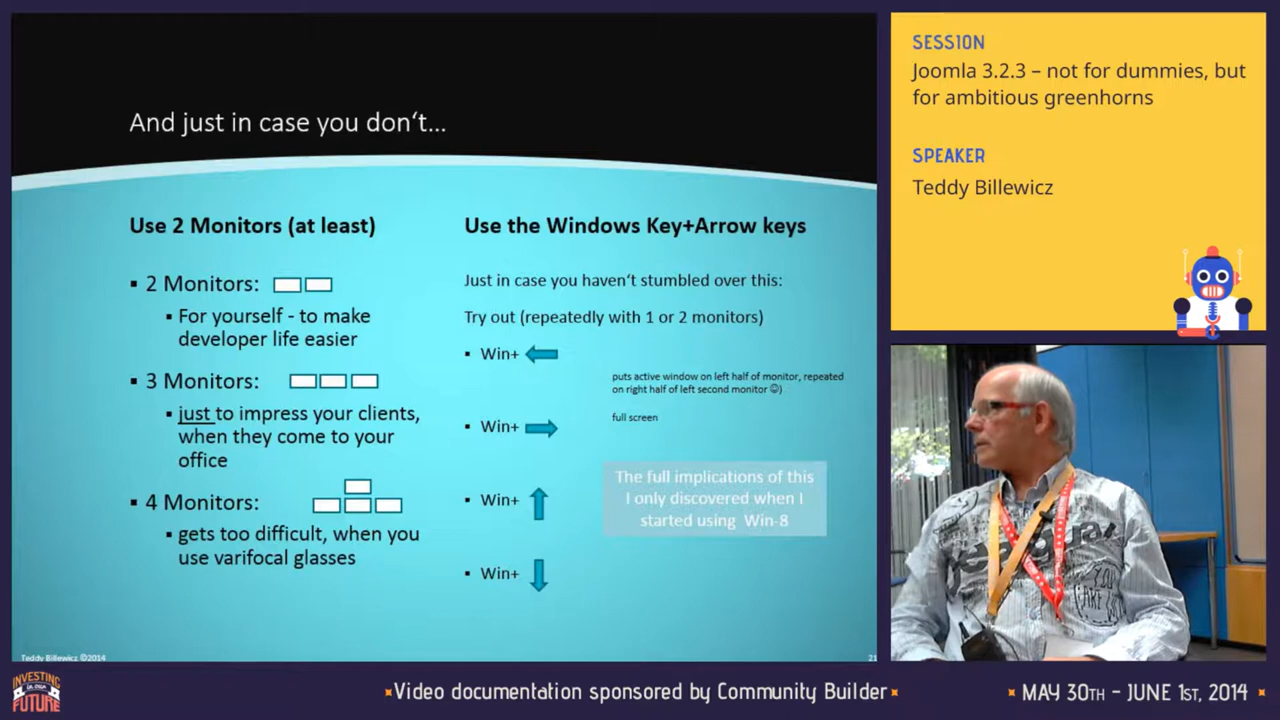 And just in case you don't...
Use 2 Monitors (at least)
▪ 2 Monitors:
▪ For yourself - to make
developer life easier
▪ 3 Monitors:
▪ just to impress your clients,
when they come to your
office
▪ 4 Monitors:
▪ gets too difficult, when you
use varifocal glasses
Use the Windows Key+Arrow keys
Just in case you haven't stumbled over this:
Try out (repeatedly with 1 or 2 monitors)
▪ Win+
puts active window on left half of monitor, repeated
on right half of left second monitor ☺)
full screen
▪ Win+
The full implications of this
I only discovered when I
started using Win-8
▪ Win+
▪ Win+
Teddy Billewicz ©2014
21
SESSION
Joomla 3.2.3 – not for dummies, but
for ambitious greenhorns
SPEAKER
Teddy Billewicz
INVESTING
IN OUR
FUTURE
Video documentation sponsored by Community Builder
MAY 30TH – JUNE 1ST, 2014